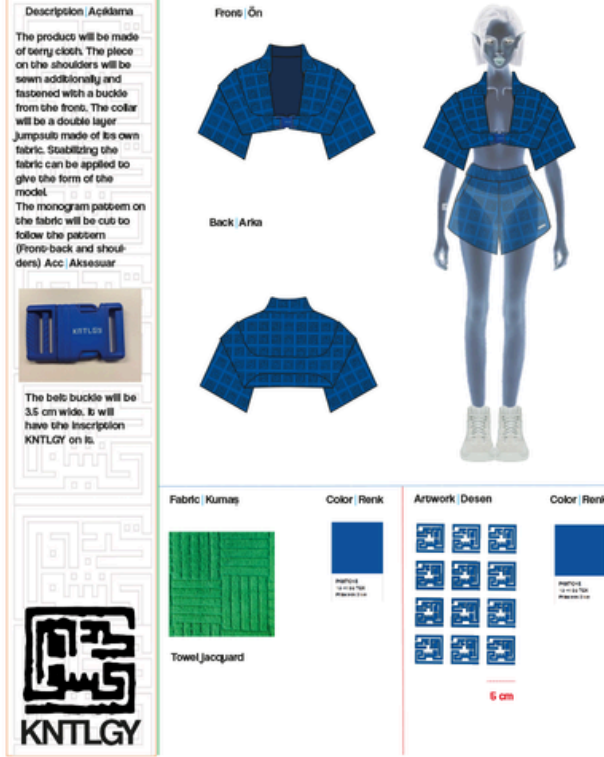 Description | Açıklama
The product will be made
of terry cloth. The piece
on the shoulders will be
sewn additionally and
fastened with a buckle
from the front. The collar
will be a double layer
jumpsuit made of its own
fabric. Stabilizing the
fabric can be applied to
give the form of the
model.
The monogram pattern on
the fabric will be cut to
follow the pattern
(Front-back and shoul-
ders) Acc | Aksesuar
KNTLGY
The belt buckle will be
3.5 cm wide. It will
have the inscription
KNTLGY on it.
KNTLGY
Front | Ön
Back | Arka
Fabric | Kumaş
Color | Renk
PANTONE
Towel jacquard
Artwork | Desen
Color | Renk
PANTONE
5 cm